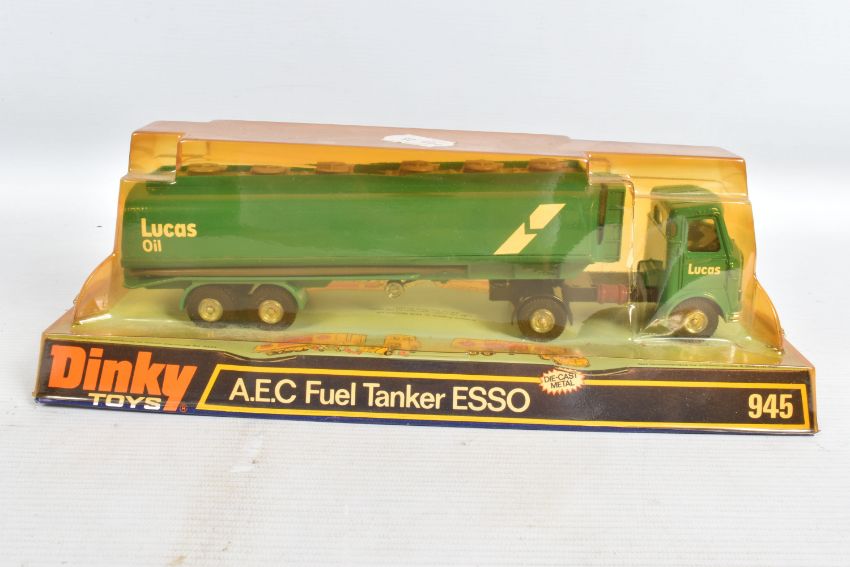 Lucas
Oil
Lucas
Dinky
TOYS
A.E.C Fuel Tanker ESSO
DIE-CAST
METAL
945